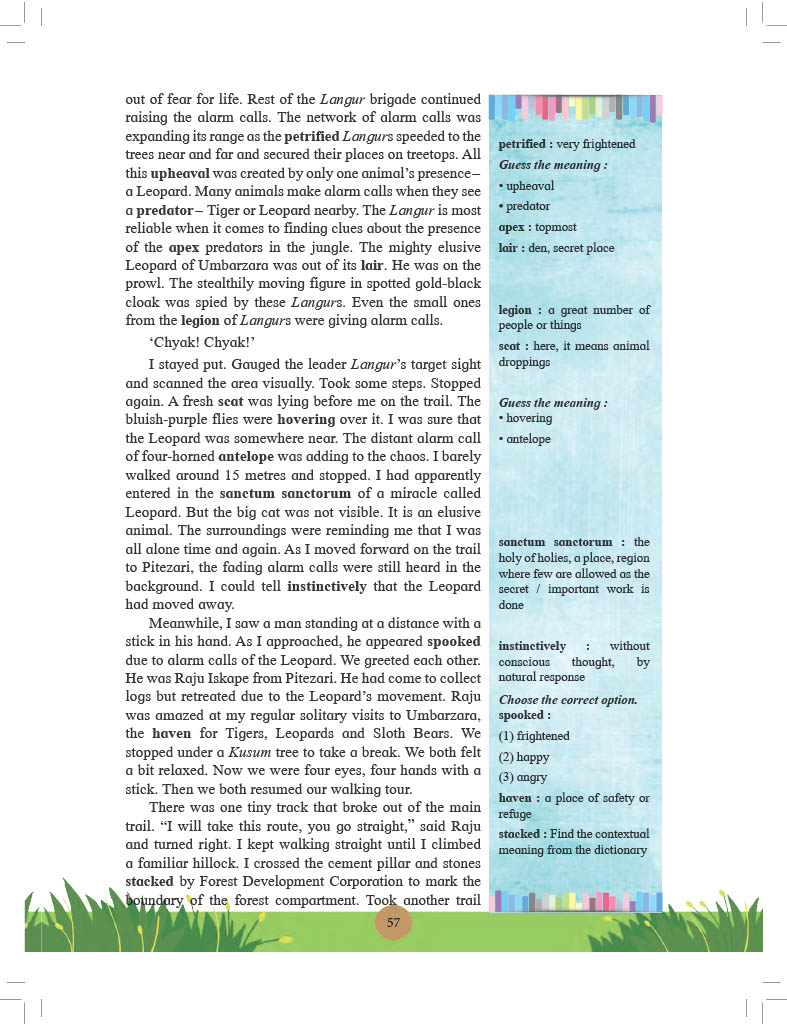 out of fear for life. Rest of the Langur brigade continued
raising the alarm calls. The network of alarm calls was
expanding its range as the petrified Langurs speeded to the
trees near and far and secured their places on treetops. All
this upheaval was created by only one animal's presence–
a Leopard. Many animals make alarm calls when they see
a predator– Tiger or Leopard nearby. The Langur is most
reliable when it comes to finding clues about the presence
of the apex predators in the jungle. The mighty elusive
Leopard of Umbarzara was out of its lair. He was on the
prowl. The stealthily moving figure in spotted gold-black
cloak was spied by these Langurs. Even the small ones
from the legion of Langurs were giving alarm calls.
‘Chyak! Chyak!’
I stayed put. Gauged the leader Langur’s target sight
and scanned the area visually. Took some steps. Stopped
again. A fresh scat was lying before me on the trail. The
bluish-purple flies were hovering over it. I was sure that
the Leopard was somewhere near. The distant alarm call
of four-horned antelope was adding to the chaos. I barely
walked around 15 metres and stopped. I had apparently
entered in the sanctum sanctorum of a miracle called
Leopard. But the big cat was not visible. It is an elusive
animal. The surroundings were reminding me that I was
all alone time and again. As I moved forward on the trail
to Pitezari, the fading alarm calls were still heard in the
background. I could tell instinctively that the Leopard
had moved away.
Meanwhile, I saw a man standing at a distance with a
stick in his hand. As I approached, he appeared spooked
due to alarm calls of the Leopard. We greeted each other.
He was Raju Iskape from Pitezari. He had come to collect
logs but retreated due to the Leopard’s movement. Raju
was amazed at my regular solitary visits to Umbarzara,
the haven for Tigers, Leopards and Sloth Bears. We
stopped under a Kusum tree to take a break. We both felt
a bit relaxed. Now we were four eyes, four hands with a
stick. Then we both resumed our walking tour.
There was one tiny track that broke out of the main
trail. “I will take this route, you go straight,” said Raju
and turned right. I kept walking straight until I climbed
a familiar hillock. I crossed the cement pillar and stones
stacked by Forest Development Corporation to mark the
boundary of the forest compartment. Took another trail
petrified : very frightened
Guess the meaning :
• upheaval
• predator
apex : topmost
lair : den, secret place
legion : a great number of
people or things
scat : here, it means animal
droppings
Guess the meaning :
• hovering
• antelope
sanctum sanctorum : the
holy of holies, a place, region
where few are allowed as the
secret / important work is
done
instinctively : without
conscious thought, by
natural response
Choose the correct option.
spooked :
(1) frightened
(2) happy
(3) angry
haven : a place of safety or
refuge
stacked : Find the contextual
meaning from the dictionary
57